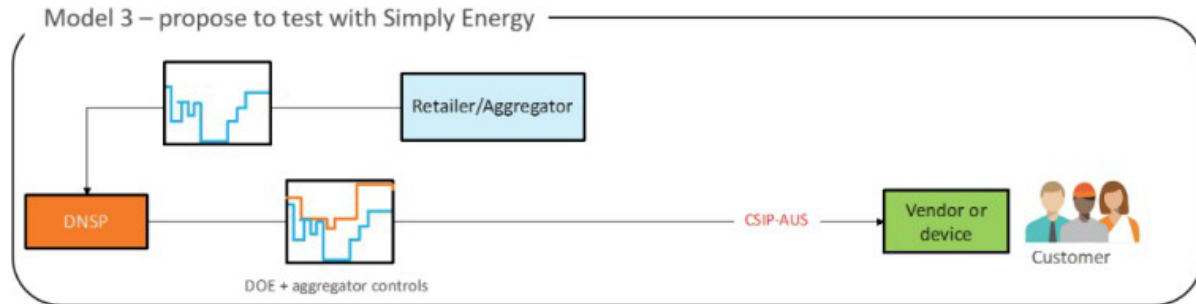 Model 3 – propose to test with Simply Energy
Retailer/Aggregator
DNSP
CSIP-AUS
Vendor or
device
DOE + aggregator controls
Customer